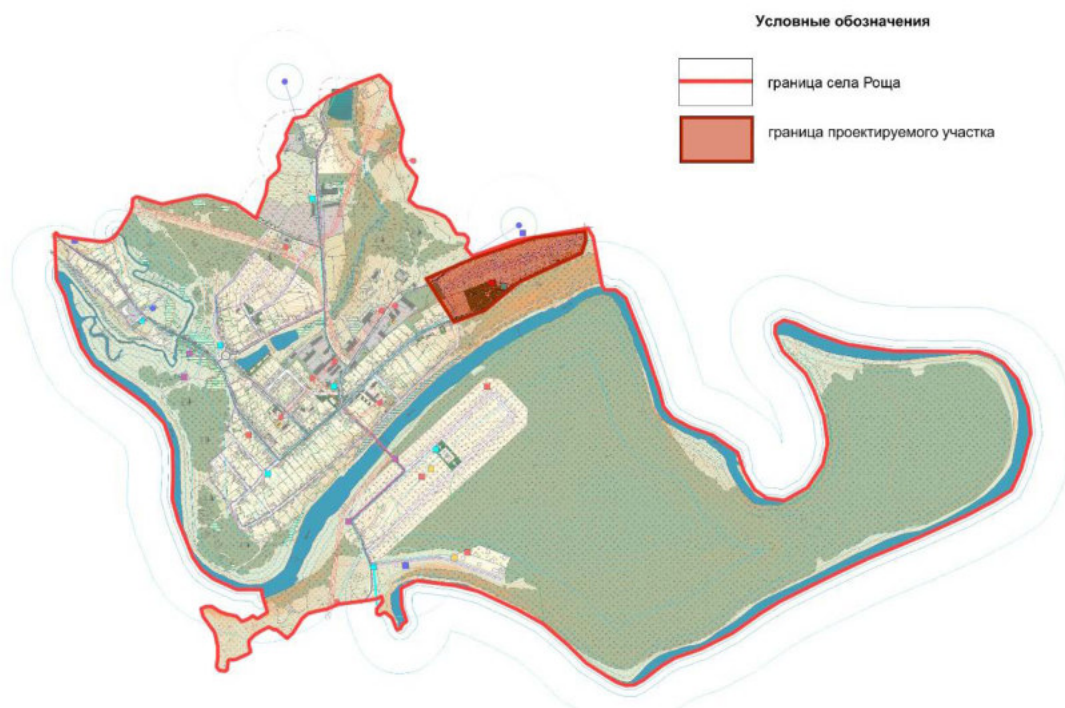 Условные обозначения
граница села Роща
граница проектируемого участка